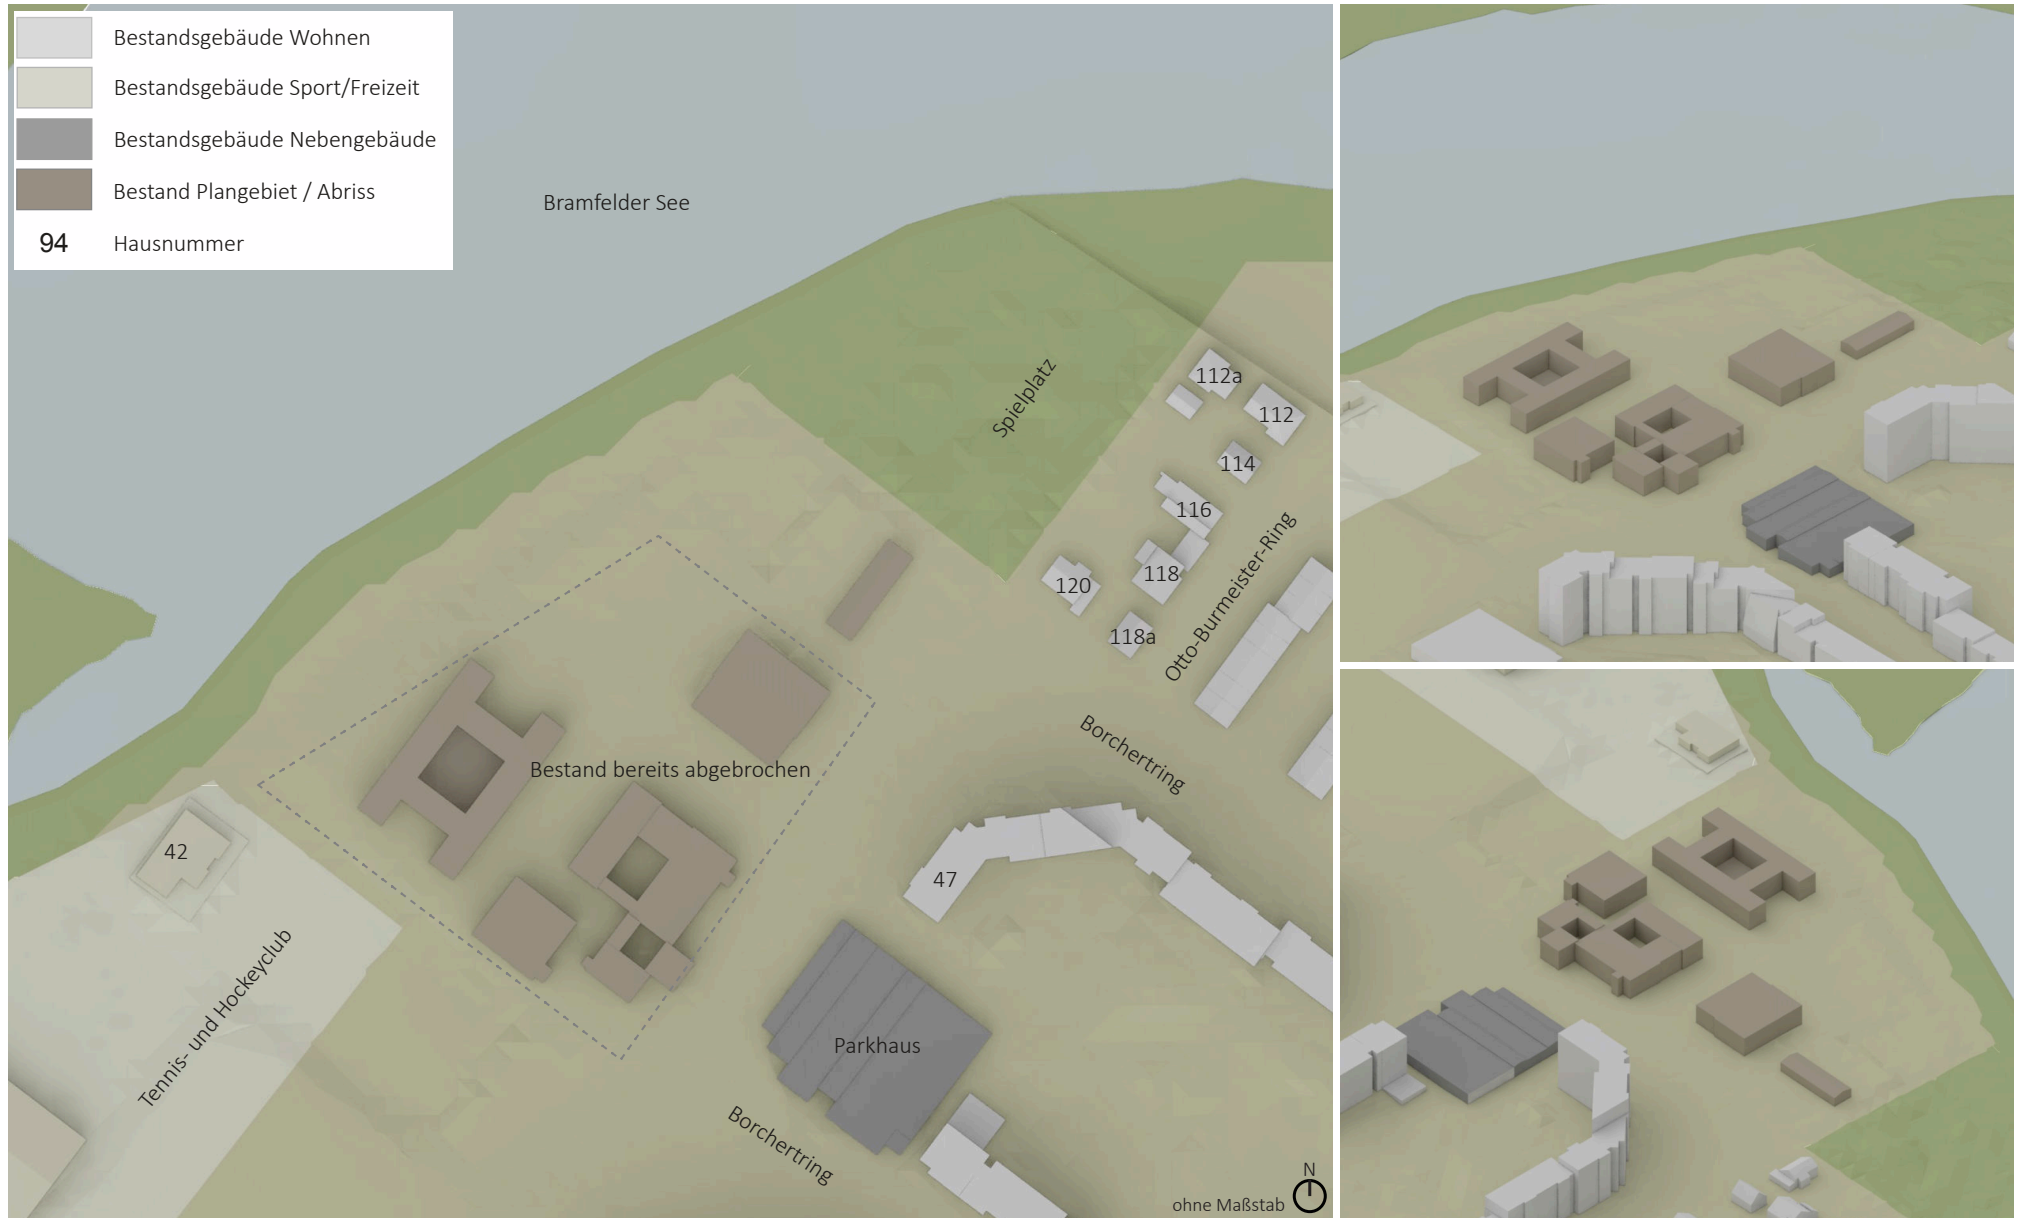 Bestandsgebäude Wohnen
Bestandsgebäude Sport/Freizeit
Bestandsgebäude Nebengebäude
Bestand Plangebiet / Abriss
94 Hausnummer
Bramfelder See
Spielplatz
112a
112
114
116
118
120
118a
Otto-Burmeister-Ring
Borchertring
Bestand bereits abgebrochen
42
47
Tennis- und Hockeyclub
Parkhaus
Borchertring
N
ohne Maßstab